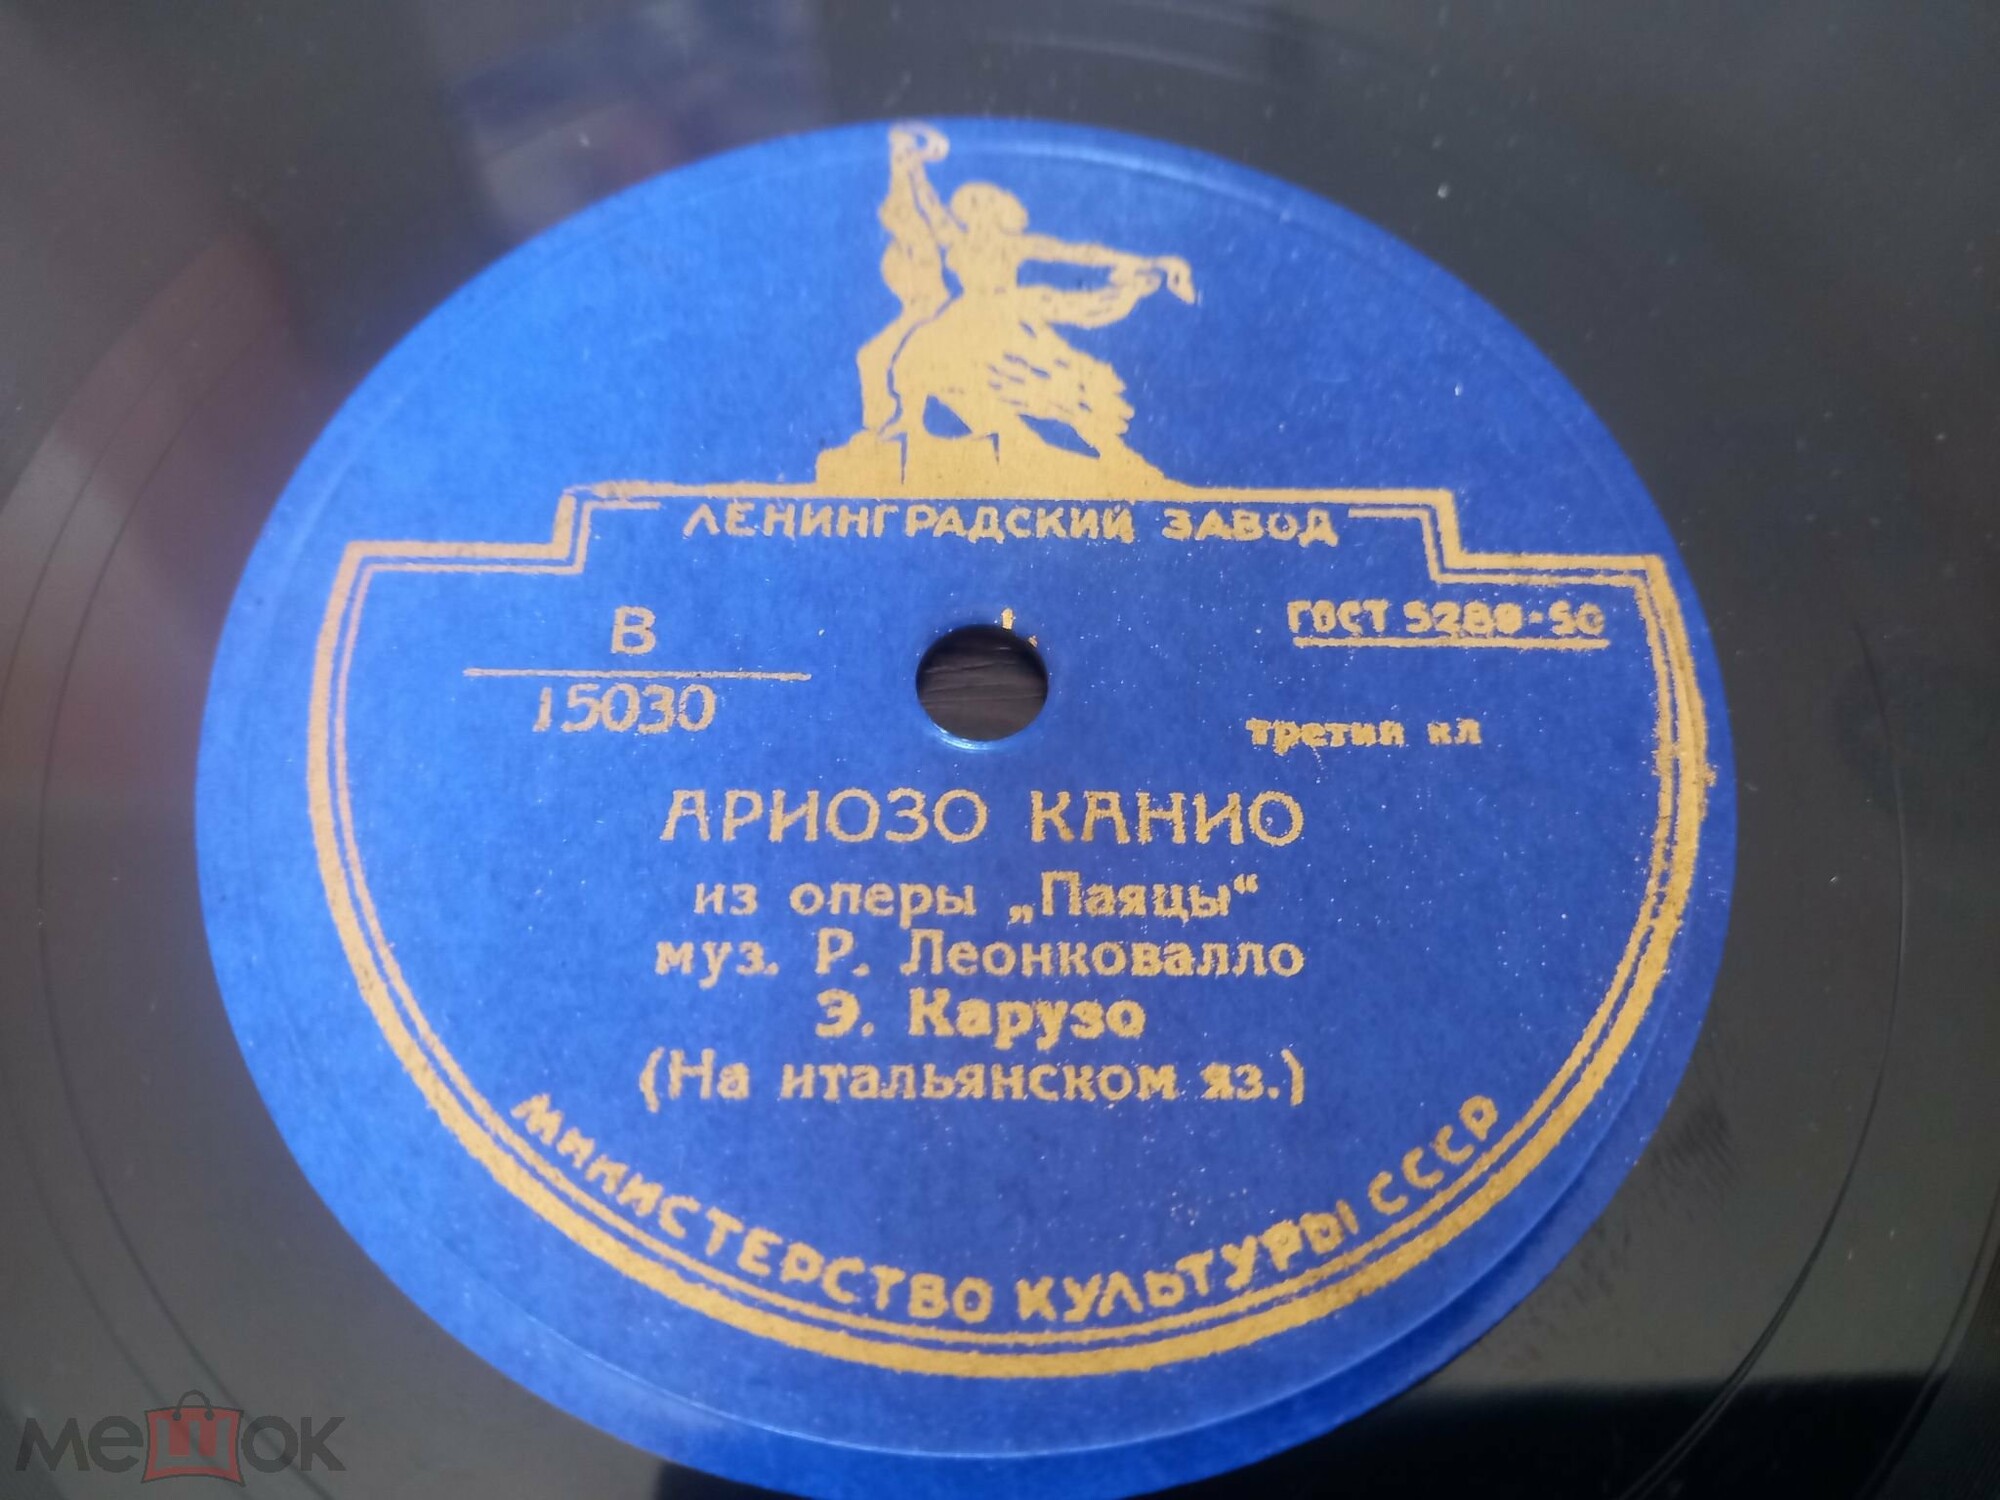 ЛЕНИНГРАДСКИЙ ЗАВОД
В
15030
ГОСТ 5289-50
третий кл
АРИОЗО КАНИО
из оперы „Паяцы“
муз. Р. Леонковалло
Э. Карузо
(На итальянском яз.)
МИНИСТЕРСТВО КУЛЬТУРЫ СССР
мешок